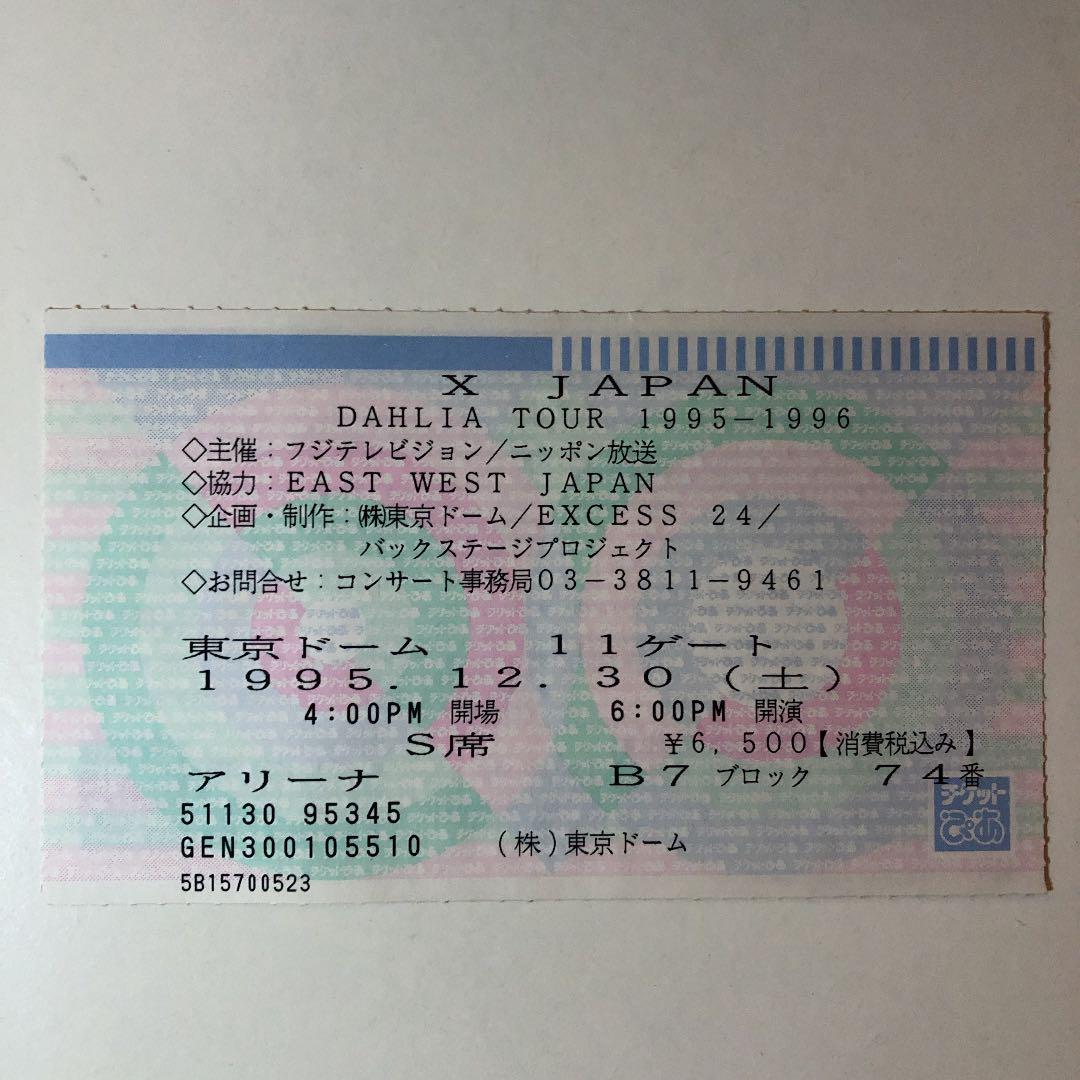 X JAPAN
DAHLIA TOUR 1995−1996
◇主催：フジテレビジョン／ニッポン放送
◇協力：EAST WEST JAPAN
◇企画・制作：㈱東京ドーム／EXCESS 24／
バックステージプロジェクト
◇お問合せ：コンサート事務局03−3811−9461
東京ドーム 11ゲート
1995.12.30（土）
4:00PM 開場 6:00PM 開演
S席 ￥6,500【消費税込み】
アリーナ B7ブロック 74番
51130 95345
GEN300105510 （株）東京ドーム
5B15700523
チケット
ぴあ